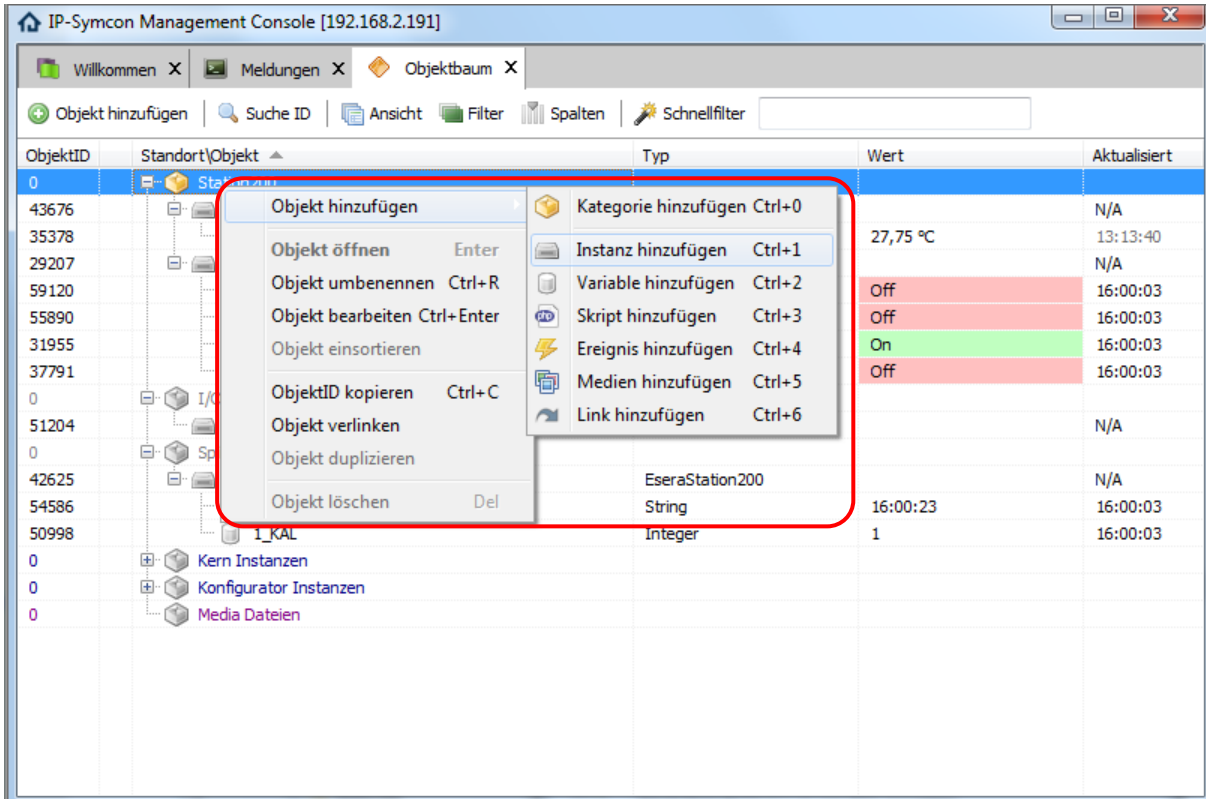 IP-Symcon Management Console [192.168.2.191]
Willkommen X Meldungen X Objektbaum X
Objekt hinzufügen Suche ID Ansicht Filter Spalten Schnellfilter
ObjektID Standort\Objekt Typ Wert Aktualisiert
0 Station200
43676 N/A
35378 27,75 °C 13:13:40
29207 N/A
59120 Off 16:00:03
55890 Off 16:00:03
31955 On 16:00:03
37791 Off 16:00:03
0 I/O
51204 N/A
0 Sp
42625 EseraStation200 N/A
54586 String 16:00:23 16:00:03
50998 1_KAL Integer 1 16:00:03
0 Kern Instanzen
0 Konfigurator Instanzen
0 Media Dateien
Objekt hinzufügen
Objekt öffnen Enter
Objekt umbenennen Ctrl+R
Objekt bearbeiten Ctrl+Enter
Objekt einsortieren
ObjektID kopieren Ctrl+C
Objekt verlinken
Objekt duplizieren
Objekt löschen Del
Kategorie hinzufügen Ctrl+0
Instanz hinzufügen Ctrl+1
Variable hinzufügen Ctrl+2
php Skript hinzufügen Ctrl+3
Ereignis hinzufügen Ctrl+4
Medien hinzufügen Ctrl+5
Link hinzufügen Ctrl+6